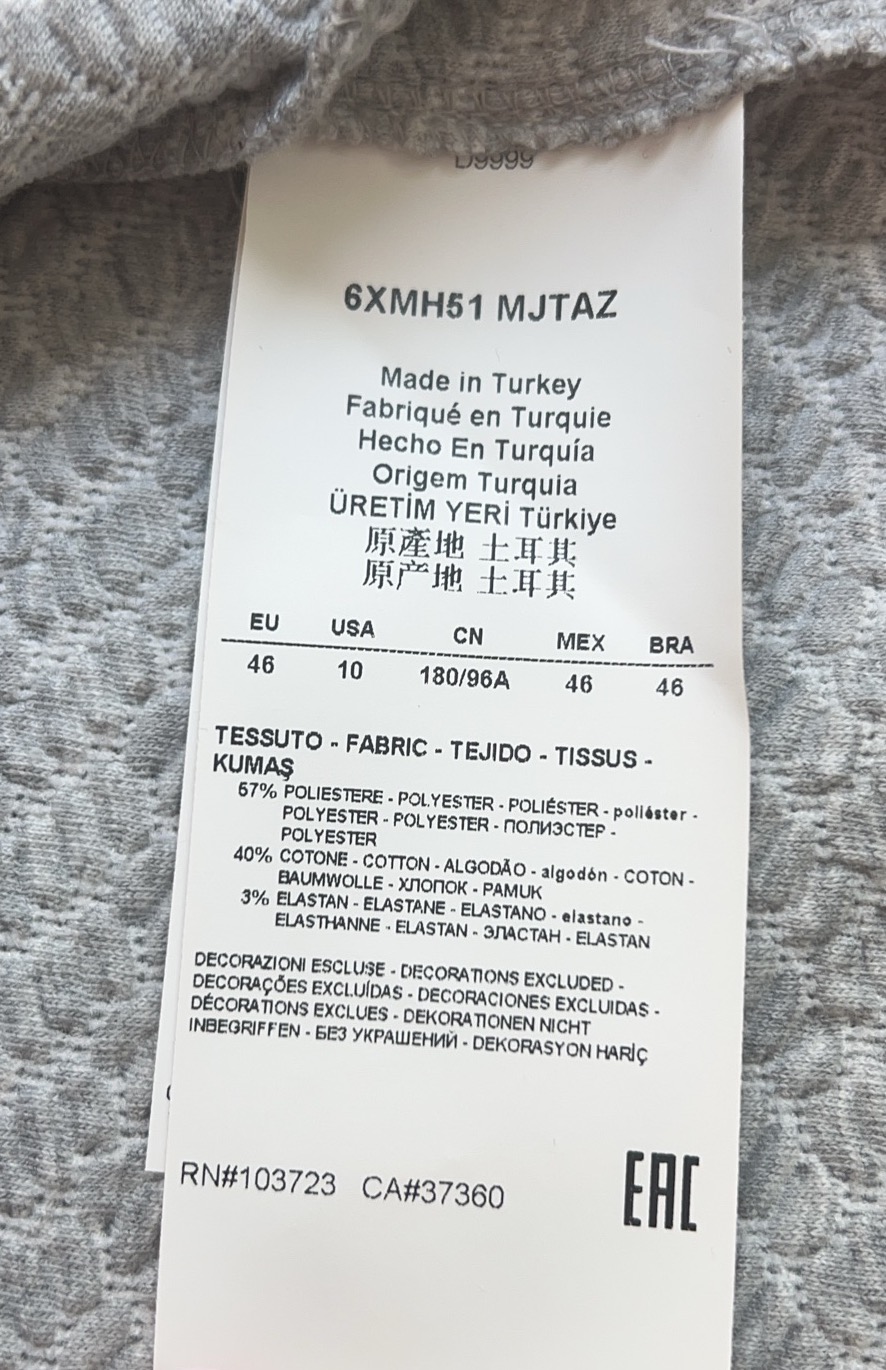 6XMH51 MJTAZ
Made in Turkey
Fabriqué en Turquie
Hecho En Turquía
Origem Turquia
ÜRETİM YERİ Türkiye
原產地 土耳其
原产地 土耳其
EU USA CN MEX BRA
46 10 180/96A 46 46
TESSUTO - FABRIC - TEJIDO - TISSUS -
KUMAŞ
57% POLIESTERE - POLYESTER - POLIÉSTER - poliéster -
POLYESTER - POLYESTER - ПОЛИЭСТЕР -
POLYESTER
40% COTONE - COTTON - ALGODÃO - algodón - COTON -
BAUMWOLLE - ХЛОПОК - PAMUK
3% ELASTAN - ELASTANE - ELASTANO - elastano -
ELASTHANNE - ELASTAN - ЭЛАСТАН - ELASTAN
DECORAZIONI ESCLUSE - DECORATIONS EXCLUDED -
DECORAÇÕES EXCLUÍDAS - DECORACIONES EXCLUIDAS -
DÉCORATIONS EXCLUES - DEKORATIONEN NICHT
INBEGRIFFEN - БЕЗ УКРАШЕНИЙ - DEKORASYON HARİÇ
RN#103723 CA#37360
EAC